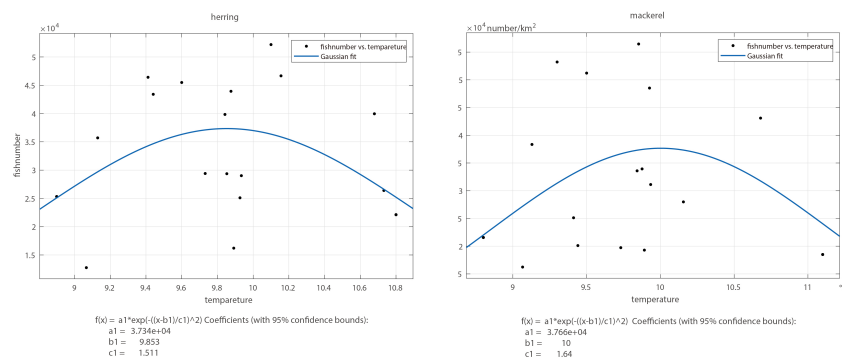 herring
×10⁴
fishnumber vs. tempareture
Gaussian fit
5
4.5
4
3.5
3
2.5
2
1.5
fishnumber
9
9.2
9.4
9.6
9.8
10
10.2
10.4
10.6
10.8
tempareture
f(x) = a1*exp(-((x-b1)/c1)^2) Coefficients (with 95% confidence bounds):
a1 = 3.734e+04
b1 = 9.853
c1 = 1.511
mackerel
×10⁴ number/km²
fishnumber vs. temperature
Gaussian fit
5
5
5
4
5
3
5
2
5
9
9.5
10
10.5
11
temperature
f(x) = a1*exp(-((x-b1)/c1)^2) Coefficients (with 95% confidence bounds):
a1 = 3.766e+04
b1 = 10
c1 = 1.64